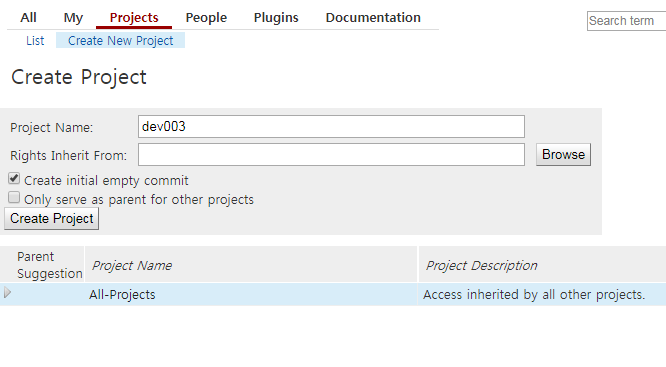 All My Projects People Plugins Documentation
Search term
List Create New Project
Create Project
Project Name: dev003
Rights Inherit From: Browse
Create initial empty commit
Only serve as parent for other projects
Create Project
Parent Suggestion Project Name Project Description
All-Projects Access inherited by all other projects.